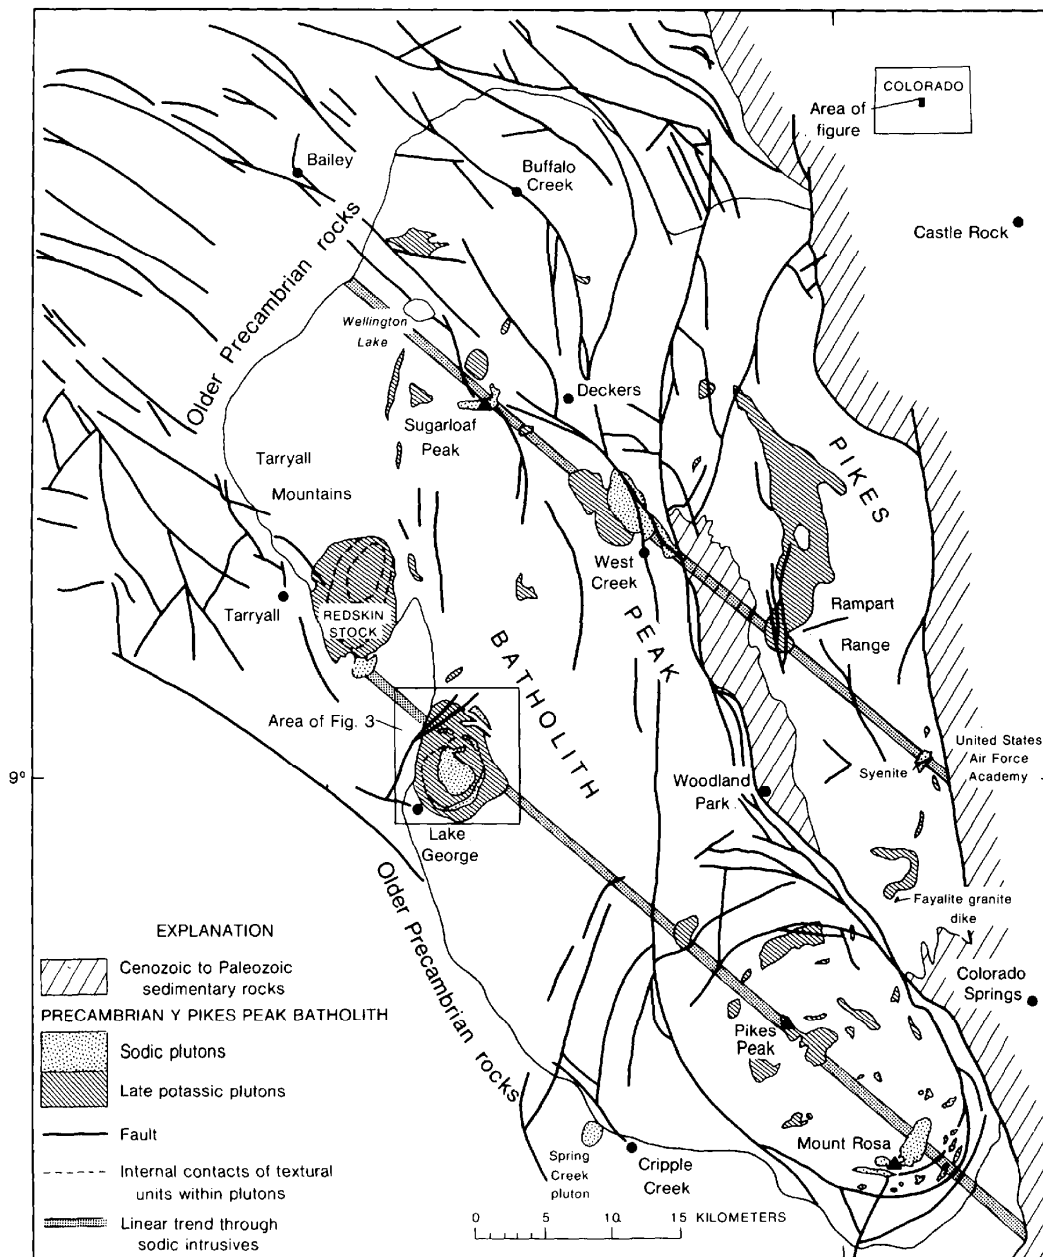 COLORADO
Area of
figure
Bailey
Buffalo
Creek
Castle Rock
Older Precambrian rocks
Wellington
Lake
Deckers
Sugarloaf
Peak
PIKES
Tarryall
Mountains
West
Creek
PEAK
Rampart
Range
REDSKIN
STOCK
Tarryall
BATHOLITH
Area of Fig. 3
United States
Air Force
Academy
Syenite
9°
Woodland
Park
Lake
George
Older Precambrian rocks
Fayalite granite
dike
Colorado
Springs
Pikes
Peak
Mount Rosa
Spring
Creek
pluton
Cripple
Creek
EXPLANATION
Cenozoic to Paleozoic
sedimentary rocks
PRECAMBRIAN Y PIKES PEAK BATHOLITH
Sodic plutons
Late potassic plutons
Fault
Internal contacts of textural
units within plutons
Linear trend through
sodic intrusives
0 5 10 15 KILOMETERS